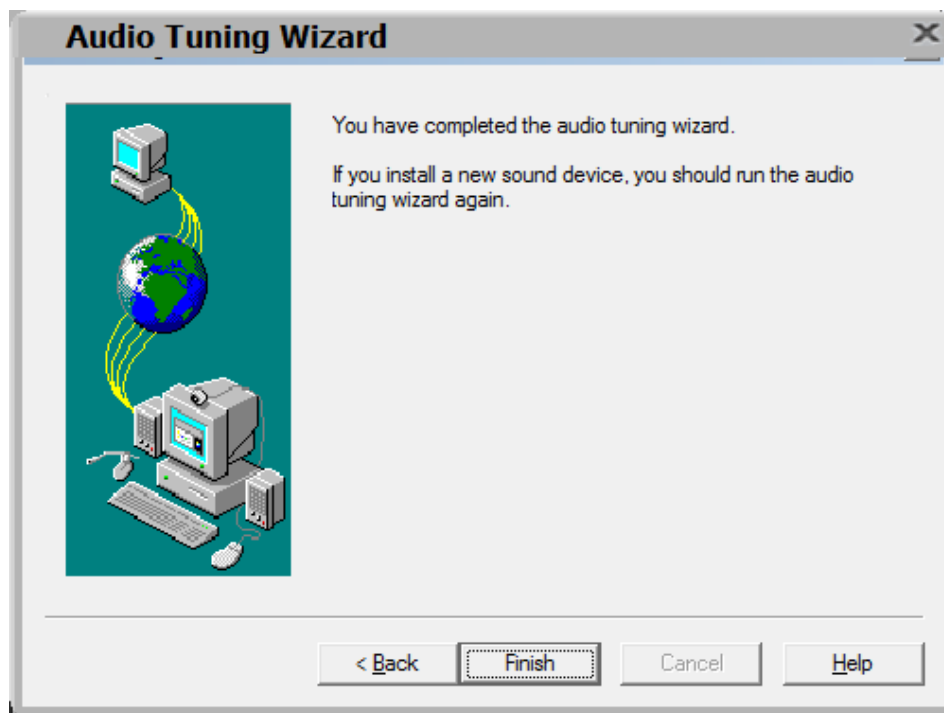 Audio Tuning Wizard
You have completed the audio tuning wizard.
If you install a new sound device, you should run the audio
tuning wizard again.
< Back
Finish
Cancel
Help